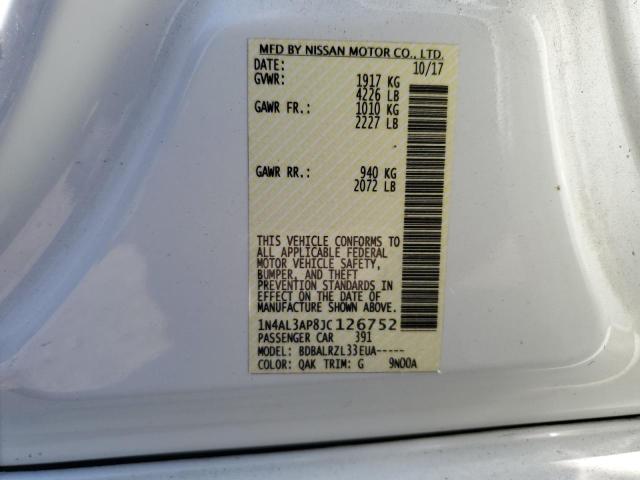 MFD BY NISSAN MOTOR CO., LTD.
DATE: 10/17
GVWR: 1917 KG
4226 LB
GAWR FR.: 1010 KG
2227 LB
GAWR RR.: 940 KG
2072 LB
THIS VEHICLE CONFORMS TO
ALL APPLICABLE FEDERAL
MOTOR VEHICLE SAFETY,
BUMPER, AND THEFT
PREVENTION STANDARDS IN
EFFECT ON THE DATE OF
MANUFACTURE SHOWN ABOVE.
1N4AL3AP8JC126752
PASSENGER CAR 391
MODEL: BDBALRZL33EUA-----
COLOR: QAK TRIM: G 9N00A